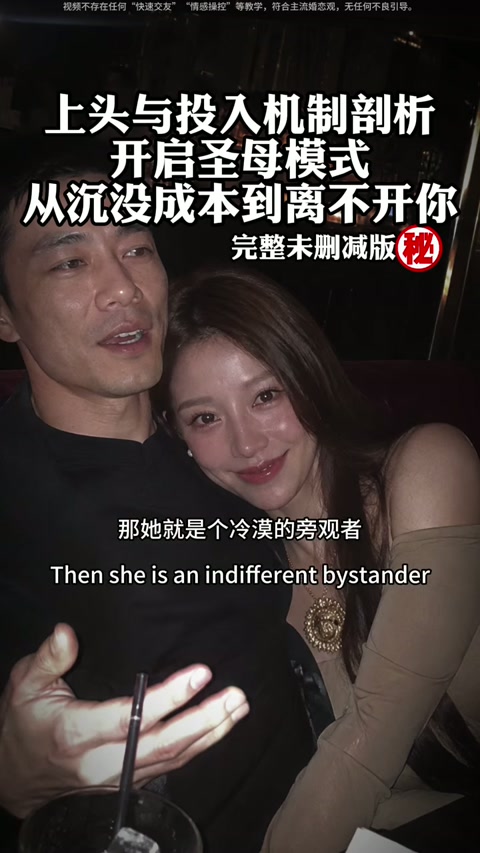 视频不存在任何“快速交友”“情感操控”等教学，符合主流婚恋观，无任何不良引导。
上头与投入机制剖析
开启圣母模式
从沉没成本到离不开你
完整未删减版 秘
那她就是个冷漠的旁观者
Then she is an indifferent bystander